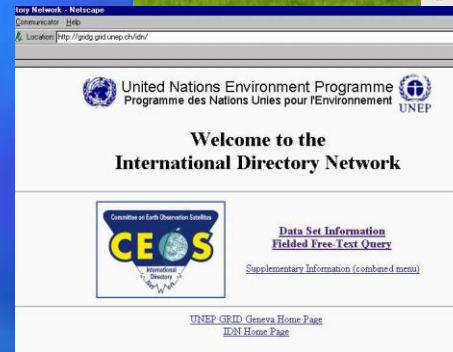 tory Network - Netscape
Communicator Help
Location: http://gridg.grid.unep.ch/idn/
United Nations Environment Programme
Programme des Nations Unies pour l'Environnement
UNEP
Welcome to the
International Directory Network
Committee on Earth Observation Satellites
CEOS
International
Directory
Network
Data Set Information
Fielded Free-Text Query
Supplementary Information (combined menu)
UNEP GRID Geneva Home Page
IDN Home Page